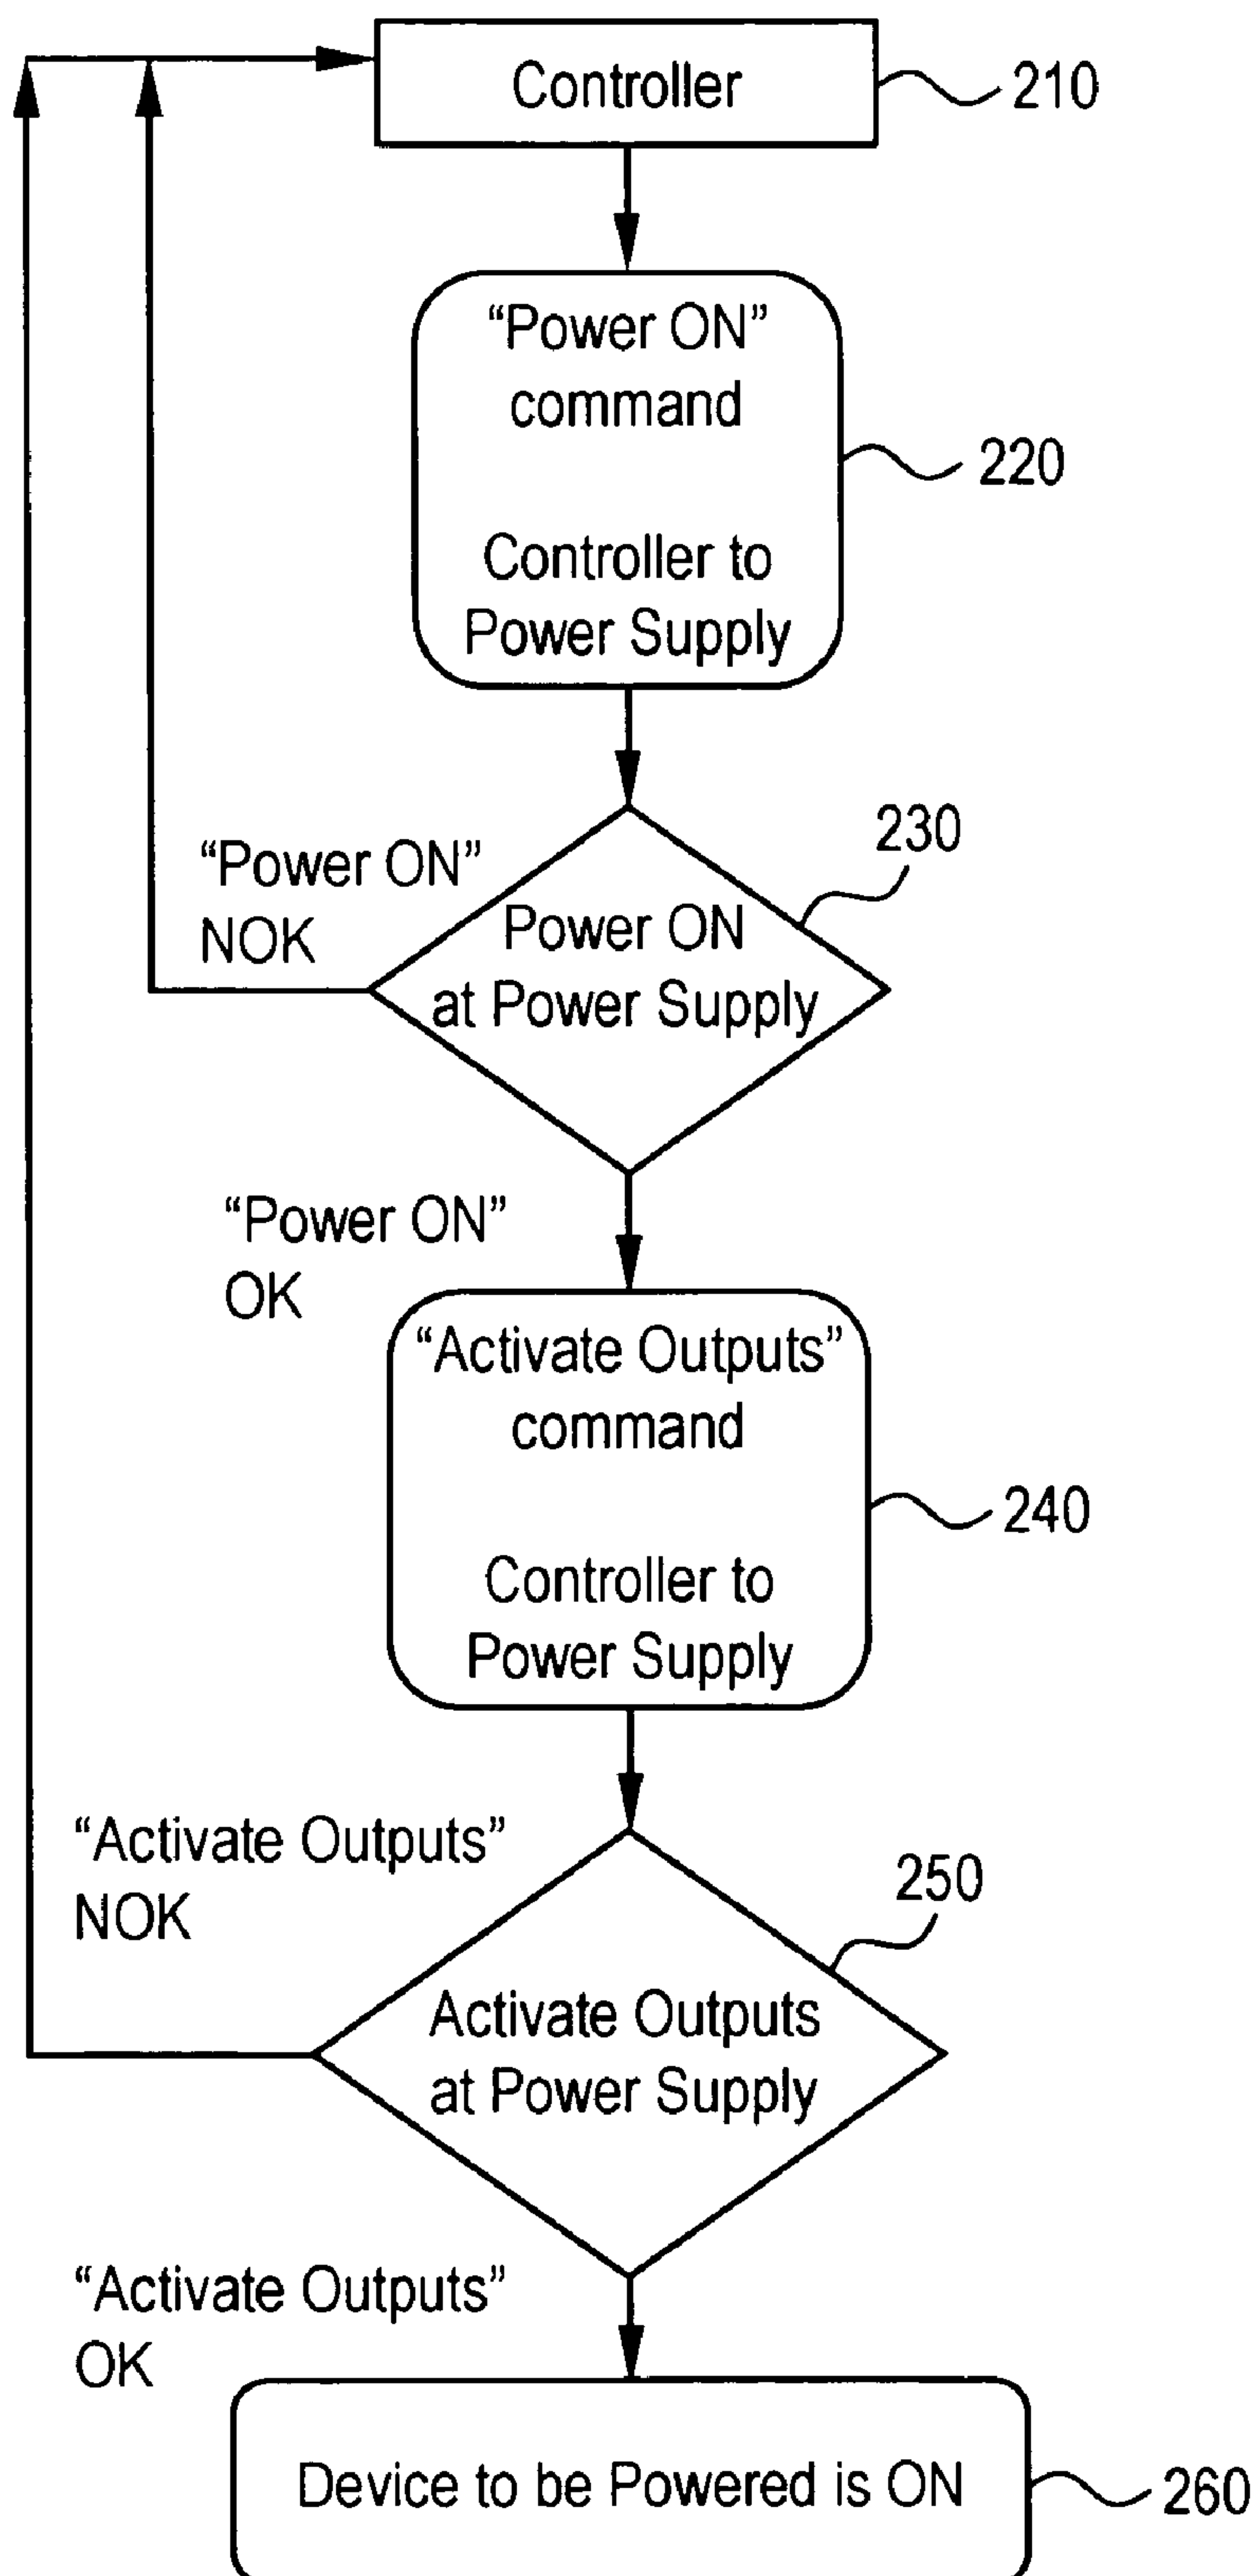 Controller
210
“Power ON”
command
Controller to
Power Supply
220
230
“Power ON”
NOK
Power ON
at Power Supply
“Power ON”
OK
“Activate Outputs”
command
Controller to
Power Supply
240
“Activate Outputs”
NOK
250
Activate Outputs
at Power Supply
“Activate Outputs”
OK
Device to be Powered is ON
260